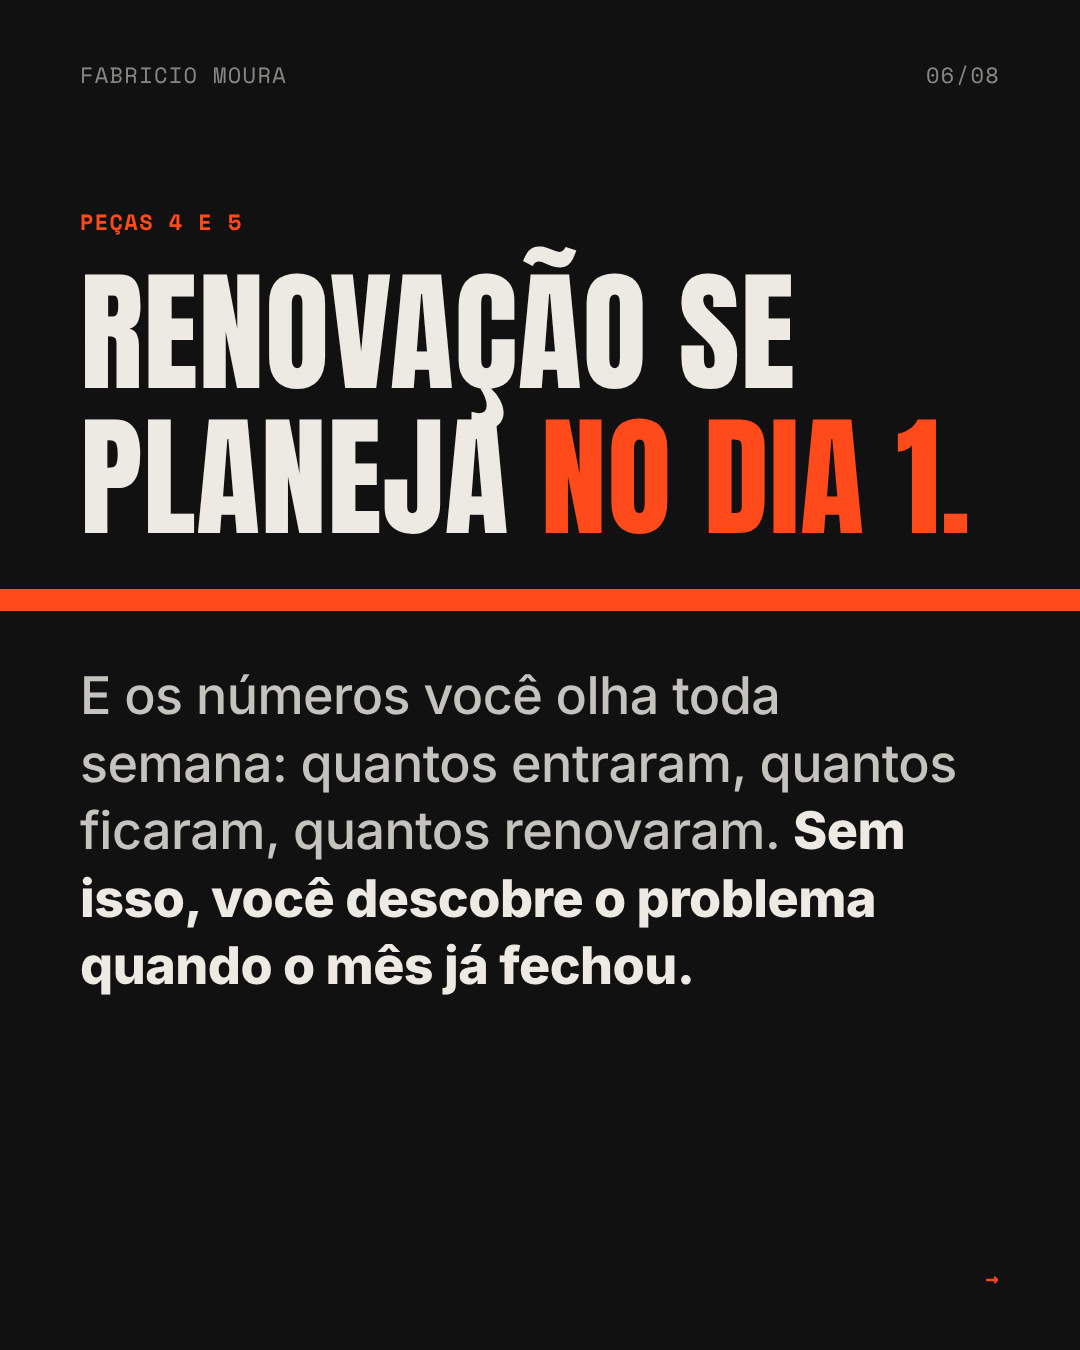 FABRICIO MOURA
06/08
PEÇAS 4 E 5
RENOVAÇÃO SE
PLANEJA NO DIA 1.
E os números você olha toda
semana: quantos entraram, quantos
ficaram, quantos renovaram. Sem
isso, você descobre o problema
quando o mês já fechou.
→